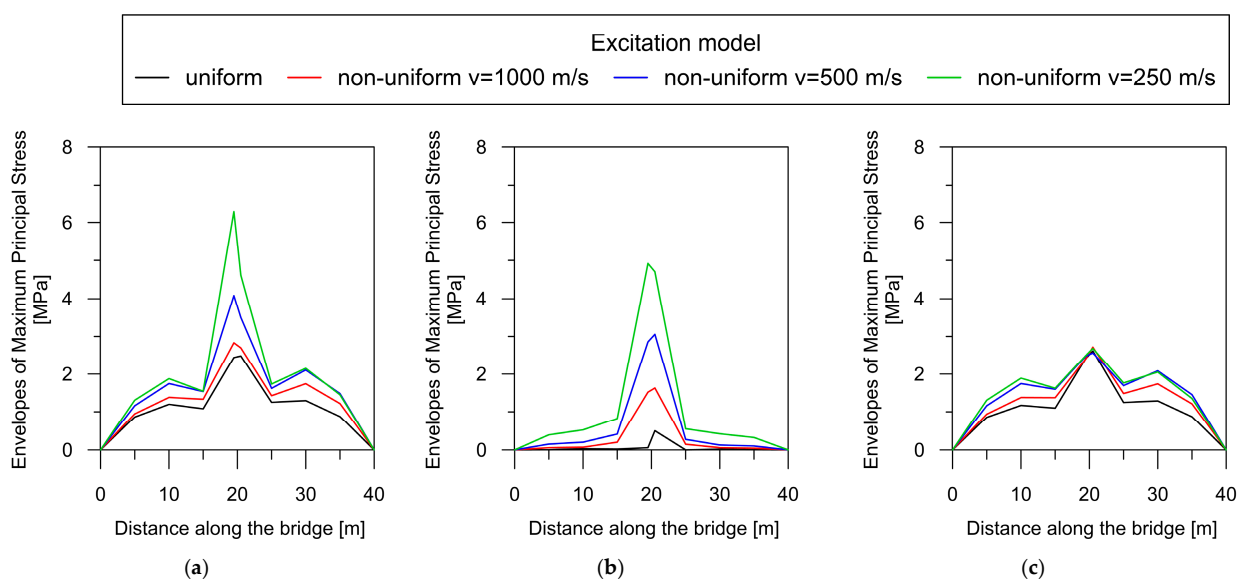 Excitation model
uniform non-uniform v=1000 m/s non-uniform v=500 m/s non-uniform v=250 m/s
Envelopes of Maximum Principal Stress
[MPa]
8
6
4
2
0
0 10 20 30 40
Distance along the bridge [m]
(a)
Envelopes of Maximum Principal Stress
[MPa]
8
6
4
2
0
0 10 20 30 40
Distance along the bridge [m]
(b)
Envelopes of Maximum Principal Stress
[MPa]
8
6
4
2
0
0 10 20 30 40
Distance along the bridge [m]
(c)